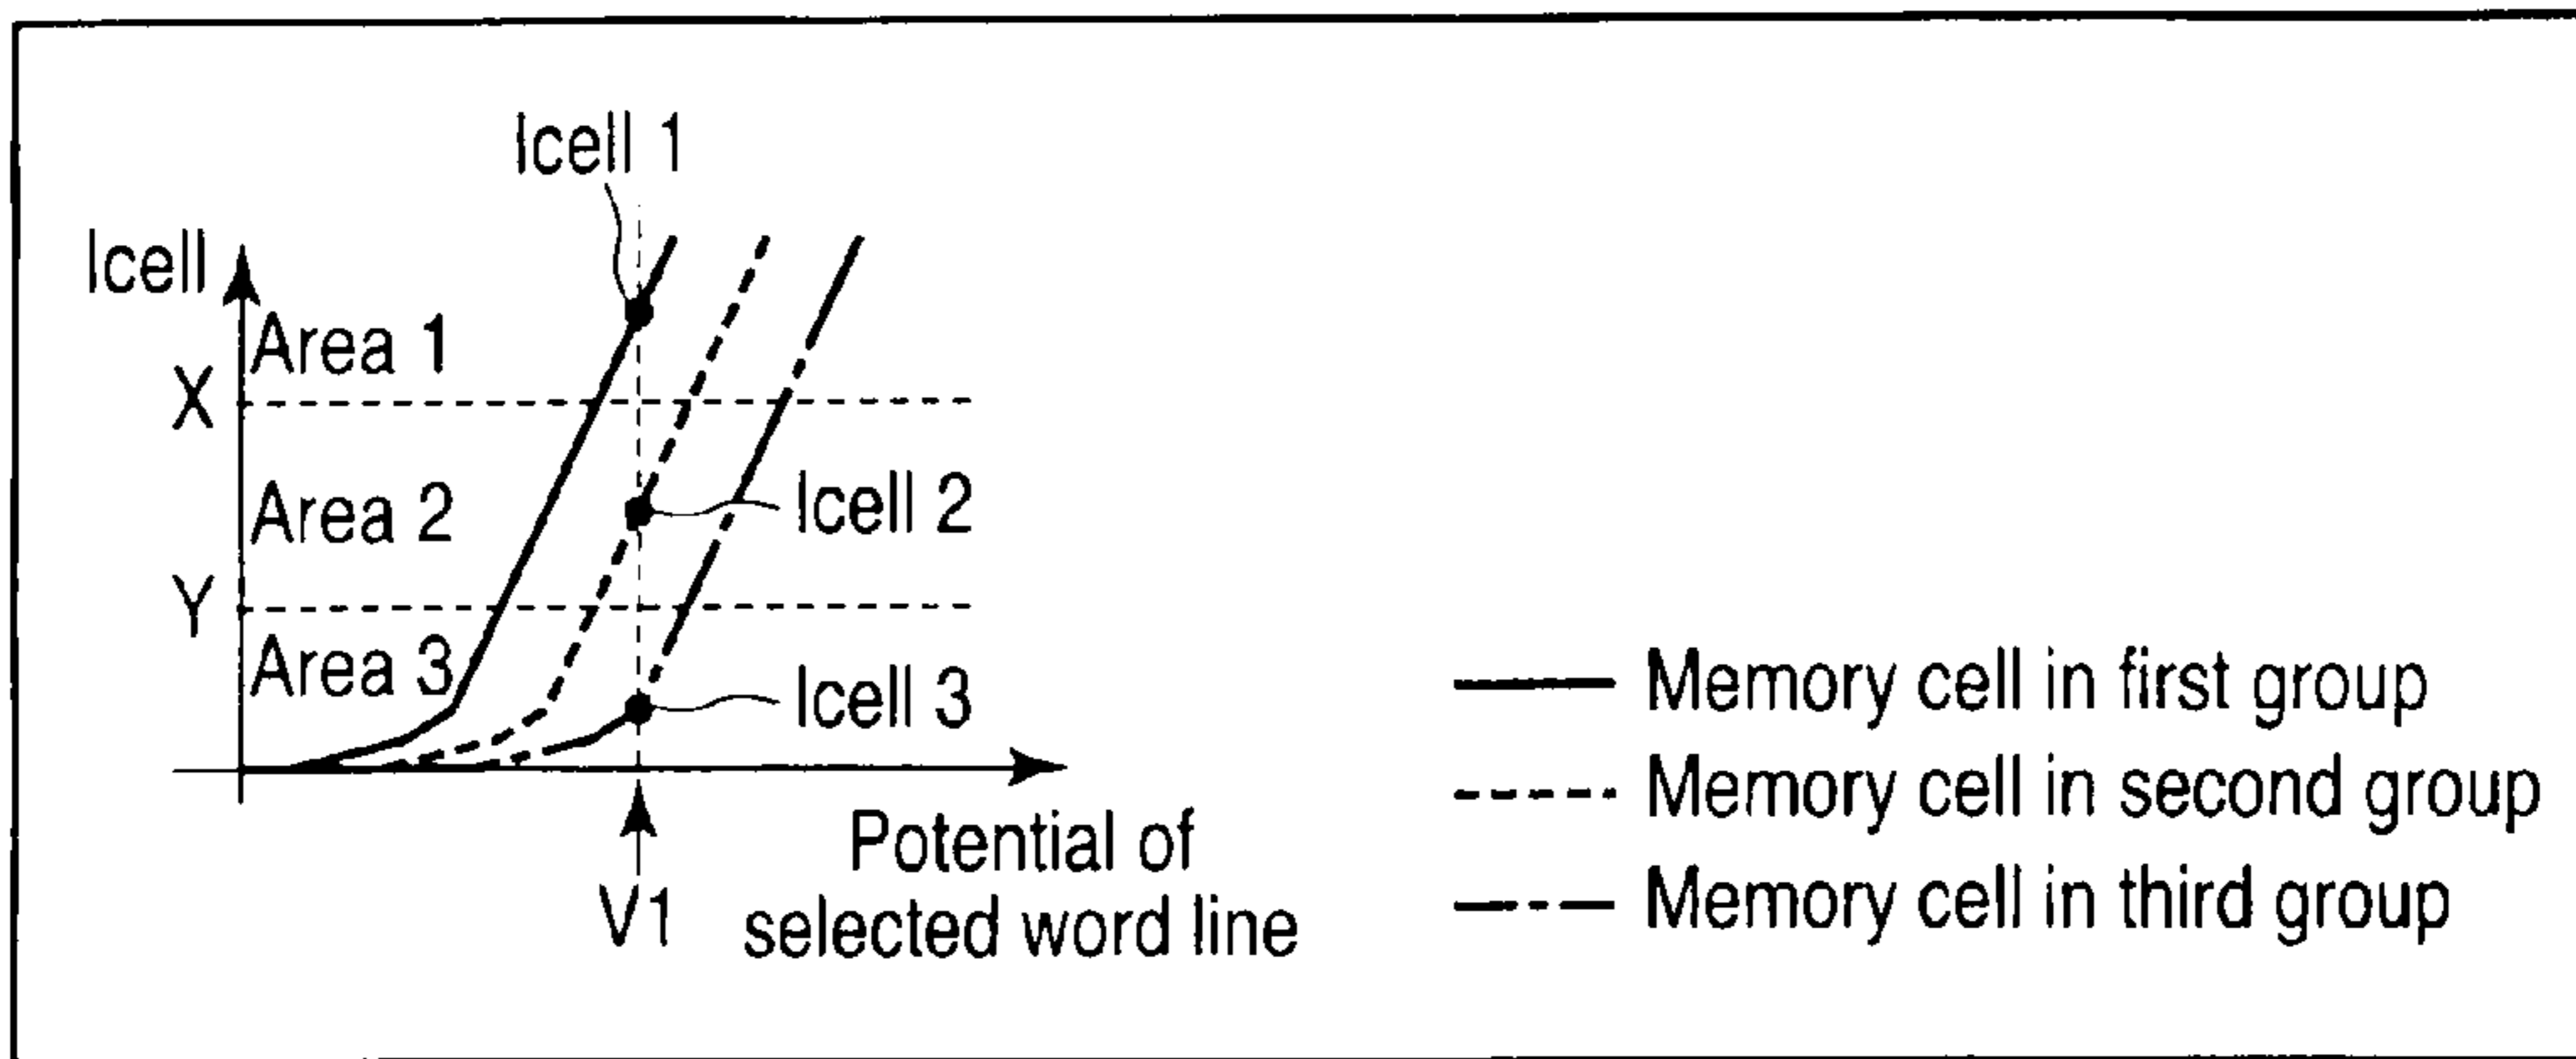 Icell 1
Icell
Area 1
X
Area 2
Icell 2
Y
Area 3
Icell 3
V1
Potential of
selected word line
Memory cell in first group
Memory cell in second group
Memory cell in third group